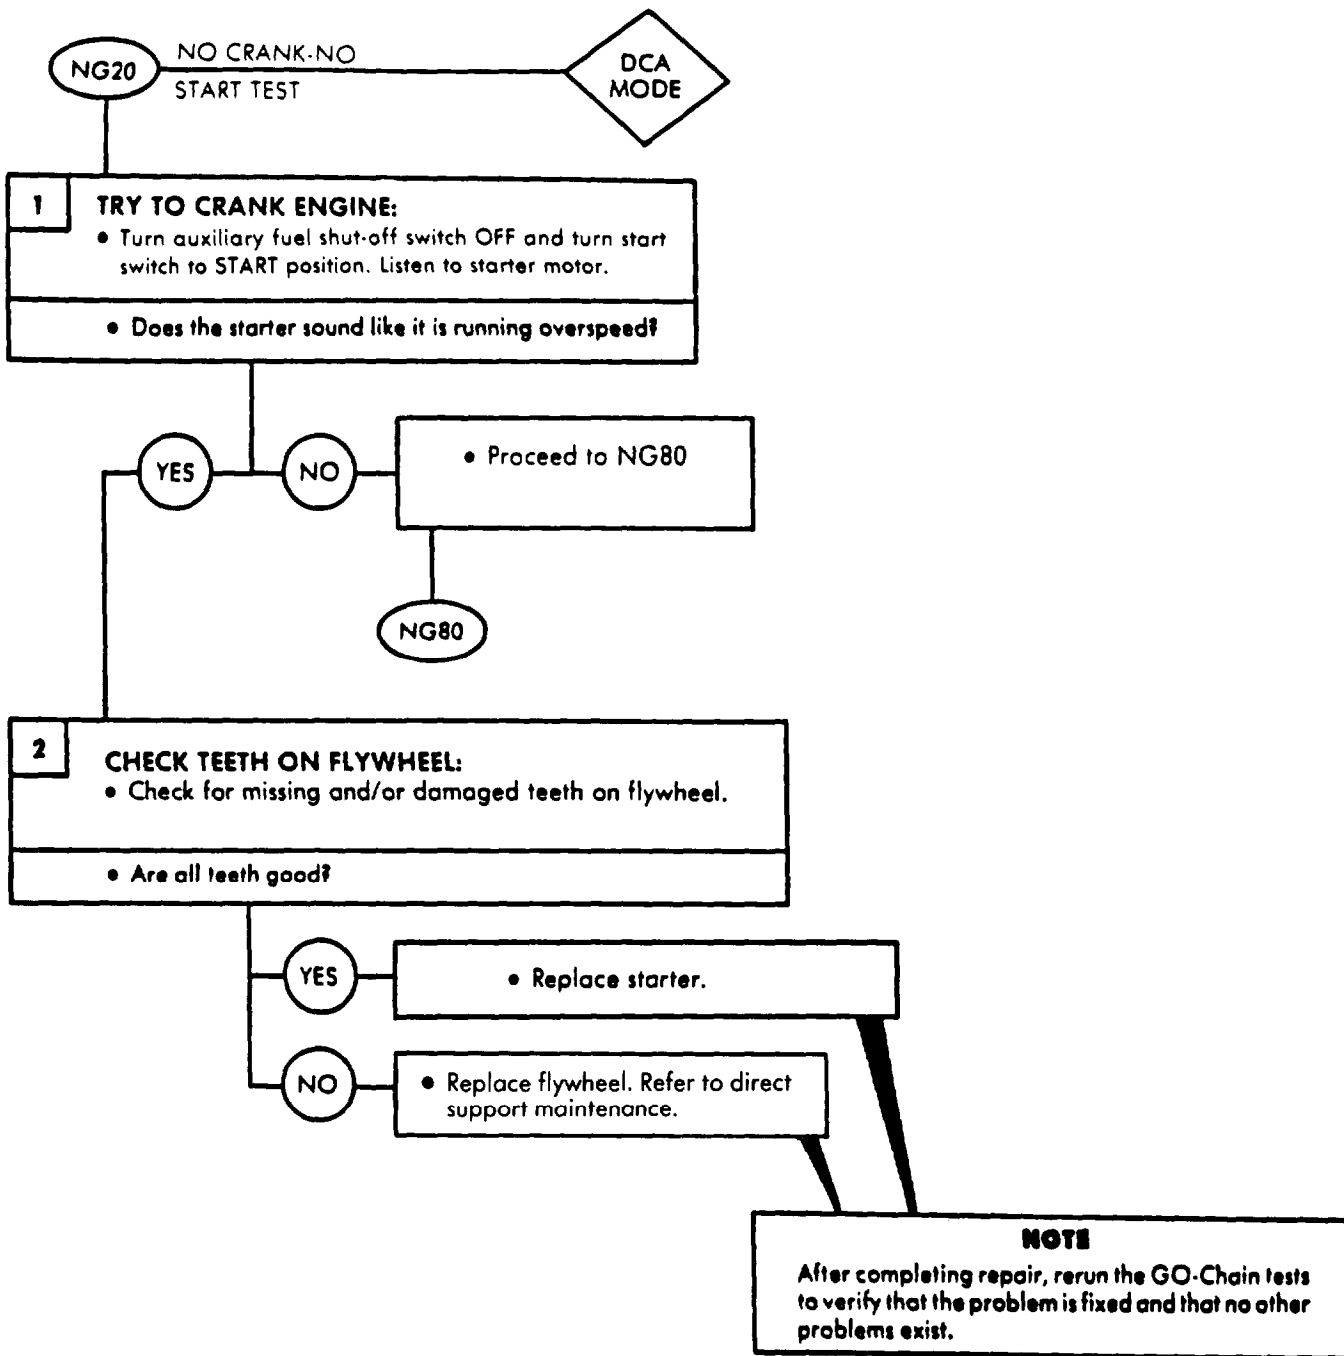 NG20
NO CRANK-NO
START TEST
DCA
MODE
1
TRY TO CRANK ENGINE:
• Turn auxiliary fuel shut-off switch OFF and turn start
switch to START position. Listen to starter motor.
• Does the starter sound like it is running overspeed?
YES
NO
• Proceed to NG80
NG80
2
CHECK TEETH ON FLYWHEEL:
• Check for missing and/or damaged teeth on flywheel.
• Are all teeth good?
YES
• Replace starter.
NO
• Replace flywheel. Refer to direct
support maintenance.
NOTE
After completing repair, rerun the GO-Chain tests
to verify that the problem is fixed and that no other
problems exist.